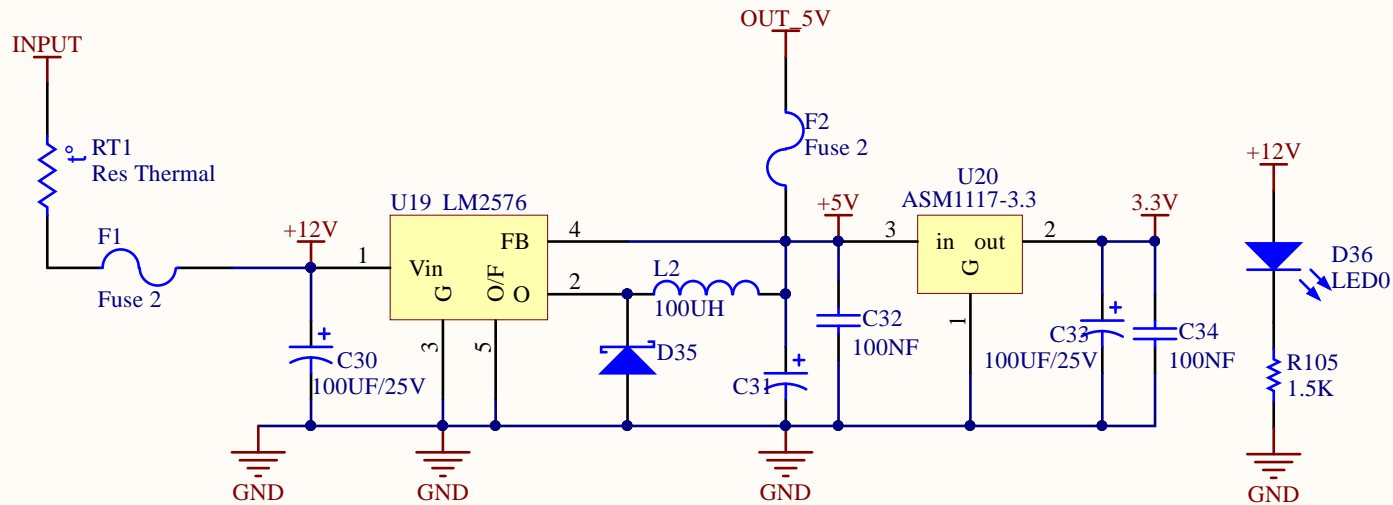 INPUT
t°
RT1
Res Thermal
F1
Fuse 2
+12V
1
U19 LM2576
Vin
FB
G
O/F
O
4
2
3
5
C30
100UF/25V
L2
100UH
D35
OUT_5V
F2
Fuse 2
+5V
C31
C32
100NF
U20
ASM1117-3.3
3
in out
G
2
1
3.3V
C33
100UF/25V
C34
100NF
+12V
D36
LED0
R105
1.5K
GND
GND
GND
GND